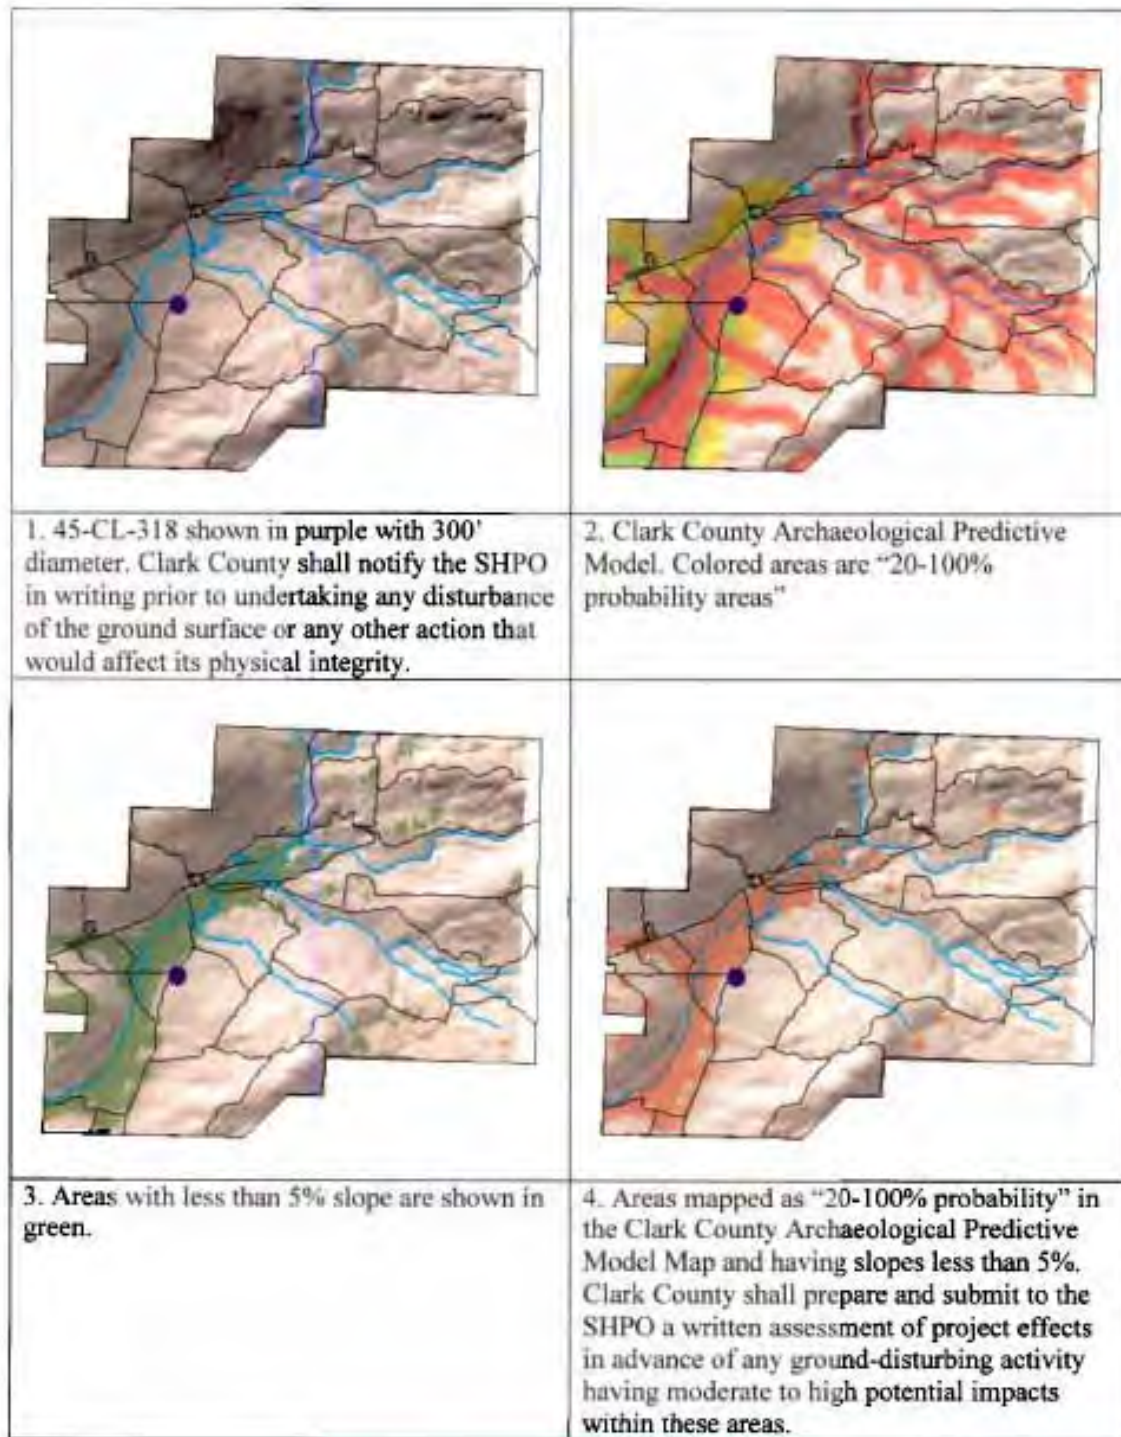 1. 45-CL-318 shown in purple with 300'
diameter. Clark County shall notify the SHPO
in writing prior to undertaking any disturbance
of the ground surface or any other action that
would affect its physical integrity.
2. Clark County Archaeological Predictive
Model. Colored areas are "20-100%
probability areas"
3. Areas with less than 5% slope are shown in
green.
4. Areas mapped as "20-100% probability" in
the Clark County Archaeological Predictive
Model Map and having slopes less than 5%.
Clark County shall prepare and submit to the
SHPO a written assessment of project effects
in advance of any ground-disturbing activity
having moderate to high potential impacts
within these areas.